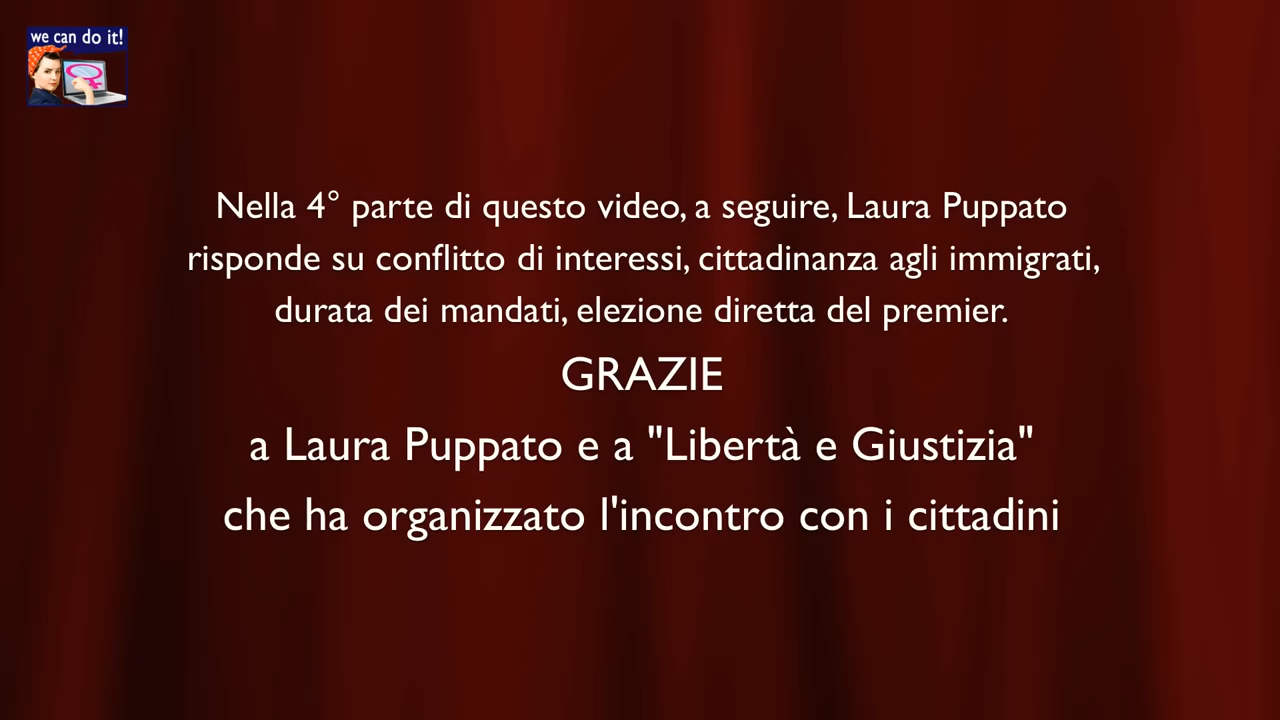 we can do it!
Nella 4° parte di questo video, a seguire, Laura Puppato
risponde su conflitto di interessi, cittadinanza agli immigrati,
durata dei mandati, elezione diretta del premier.
GRAZIE
a Laura Puppato e a "Libertà e Giustizia"
che ha organizzato l'incontro con i cittadini